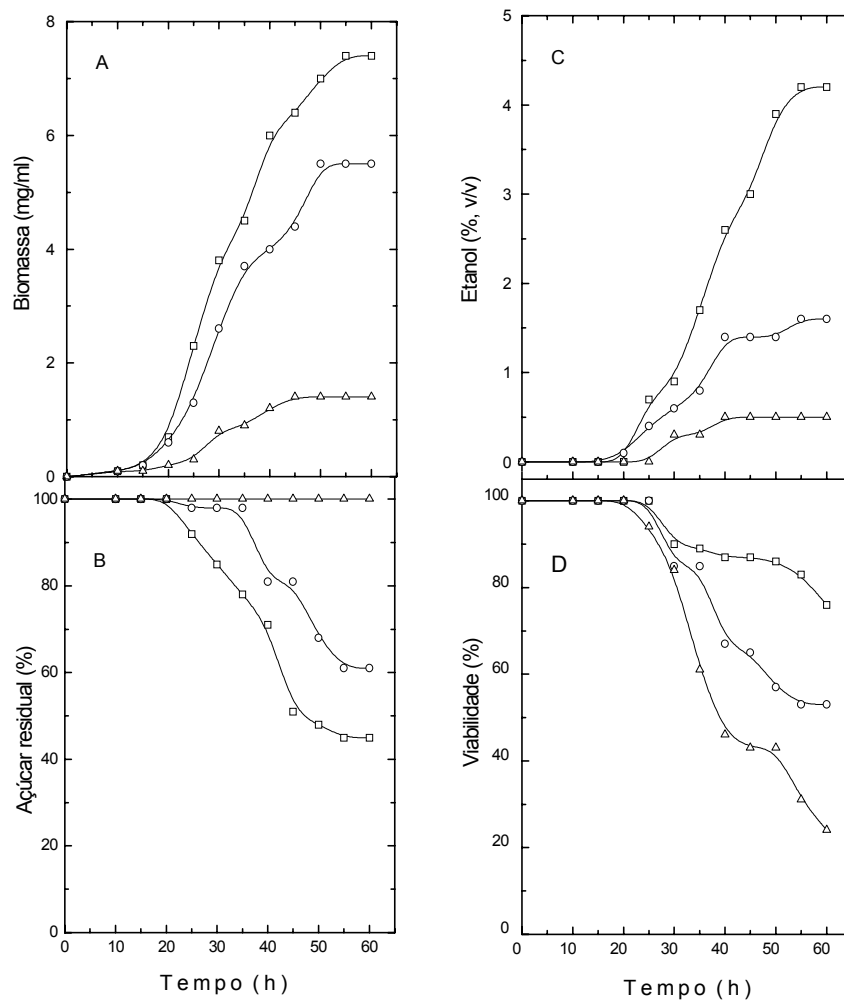 A
Biomassa (mg/ml)
8
6
4
2
0
B
Açúcar residual (%)
100
80
60
40
20
0
0 10 20 30 40 50 60
Tempo (h)
C
Etanol (%, v/v)
5
4
3
2
1
0
D
Viabilidade (%)
100
80
60
40
20
0
0 10 20 30 40 50 60
Tempo (h)